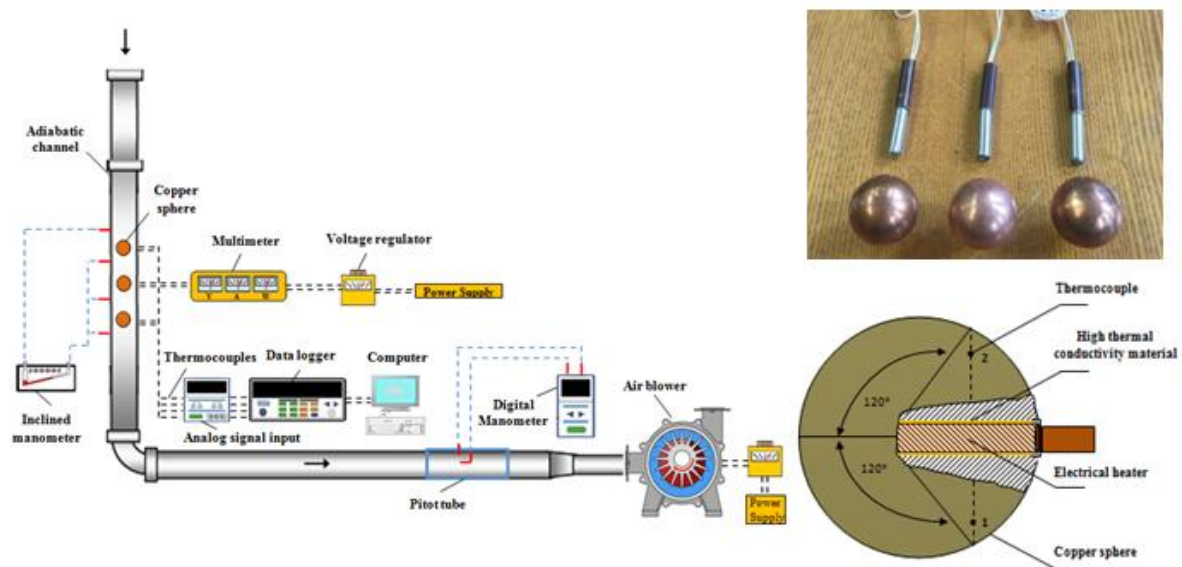 Adiabatic
channel
Copper
sphere
Multimeter
V A W
Voltage regulator
Power Supply
Thermocouples
Data logger
Computer
Analog signal input
Inclined
manometer
Digital
Manometer
Air blower
Pitot tube
Power
Supply
Thermocouple
High thermal
conductivity material
2
120°
120°
Electrical heater
1
Copper sphere